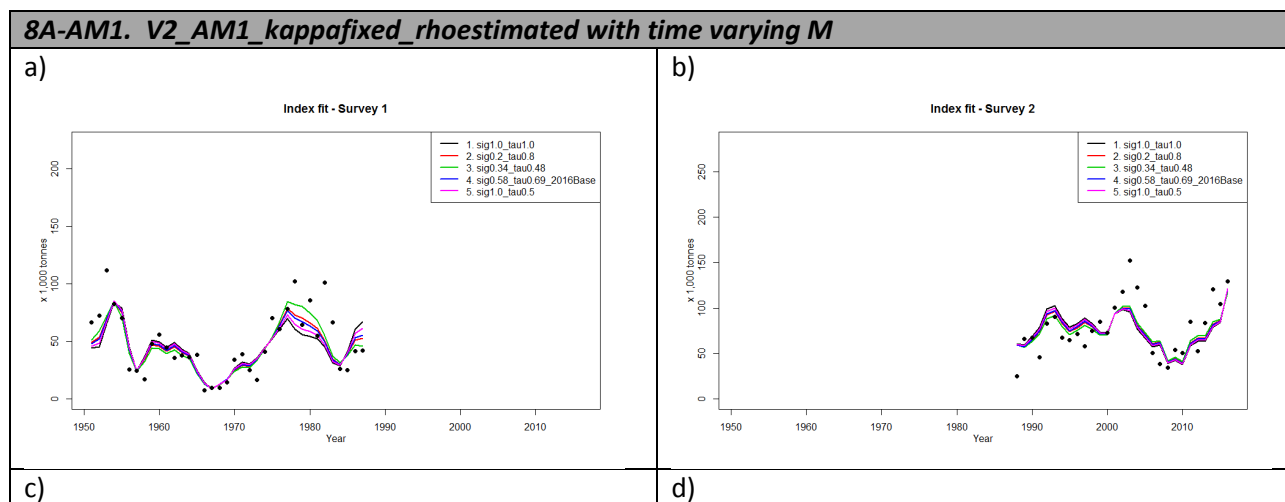 8A-AM1. V2_AM1_kappafixed_rhoestimated with time varying M
a)
Index fit - Survey 1
1. sig1.0_tau1.0
2. sig0.2_tau0.8
3. sig0.34_tau0.48
4. sig0.58_tau0.69_2016Base
5. sig1.0_tau0.5
x 1,000 tonnes
0
50
100
150
200
1950
1960
1970
1980
1990
2000
2010
Year
b)
Index fit - Survey 2
1. sig1.0_tau1.0
2. sig0.2_tau0.8
3. sig0.34_tau0.48
4. sig0.58_tau0.69_2016Base
5. sig1.0_tau0.5
x 1,000 tonnes
0
50
100
150
200
250
1950
1960
1970
1980
1990
2000
2010
Year
c)
d)